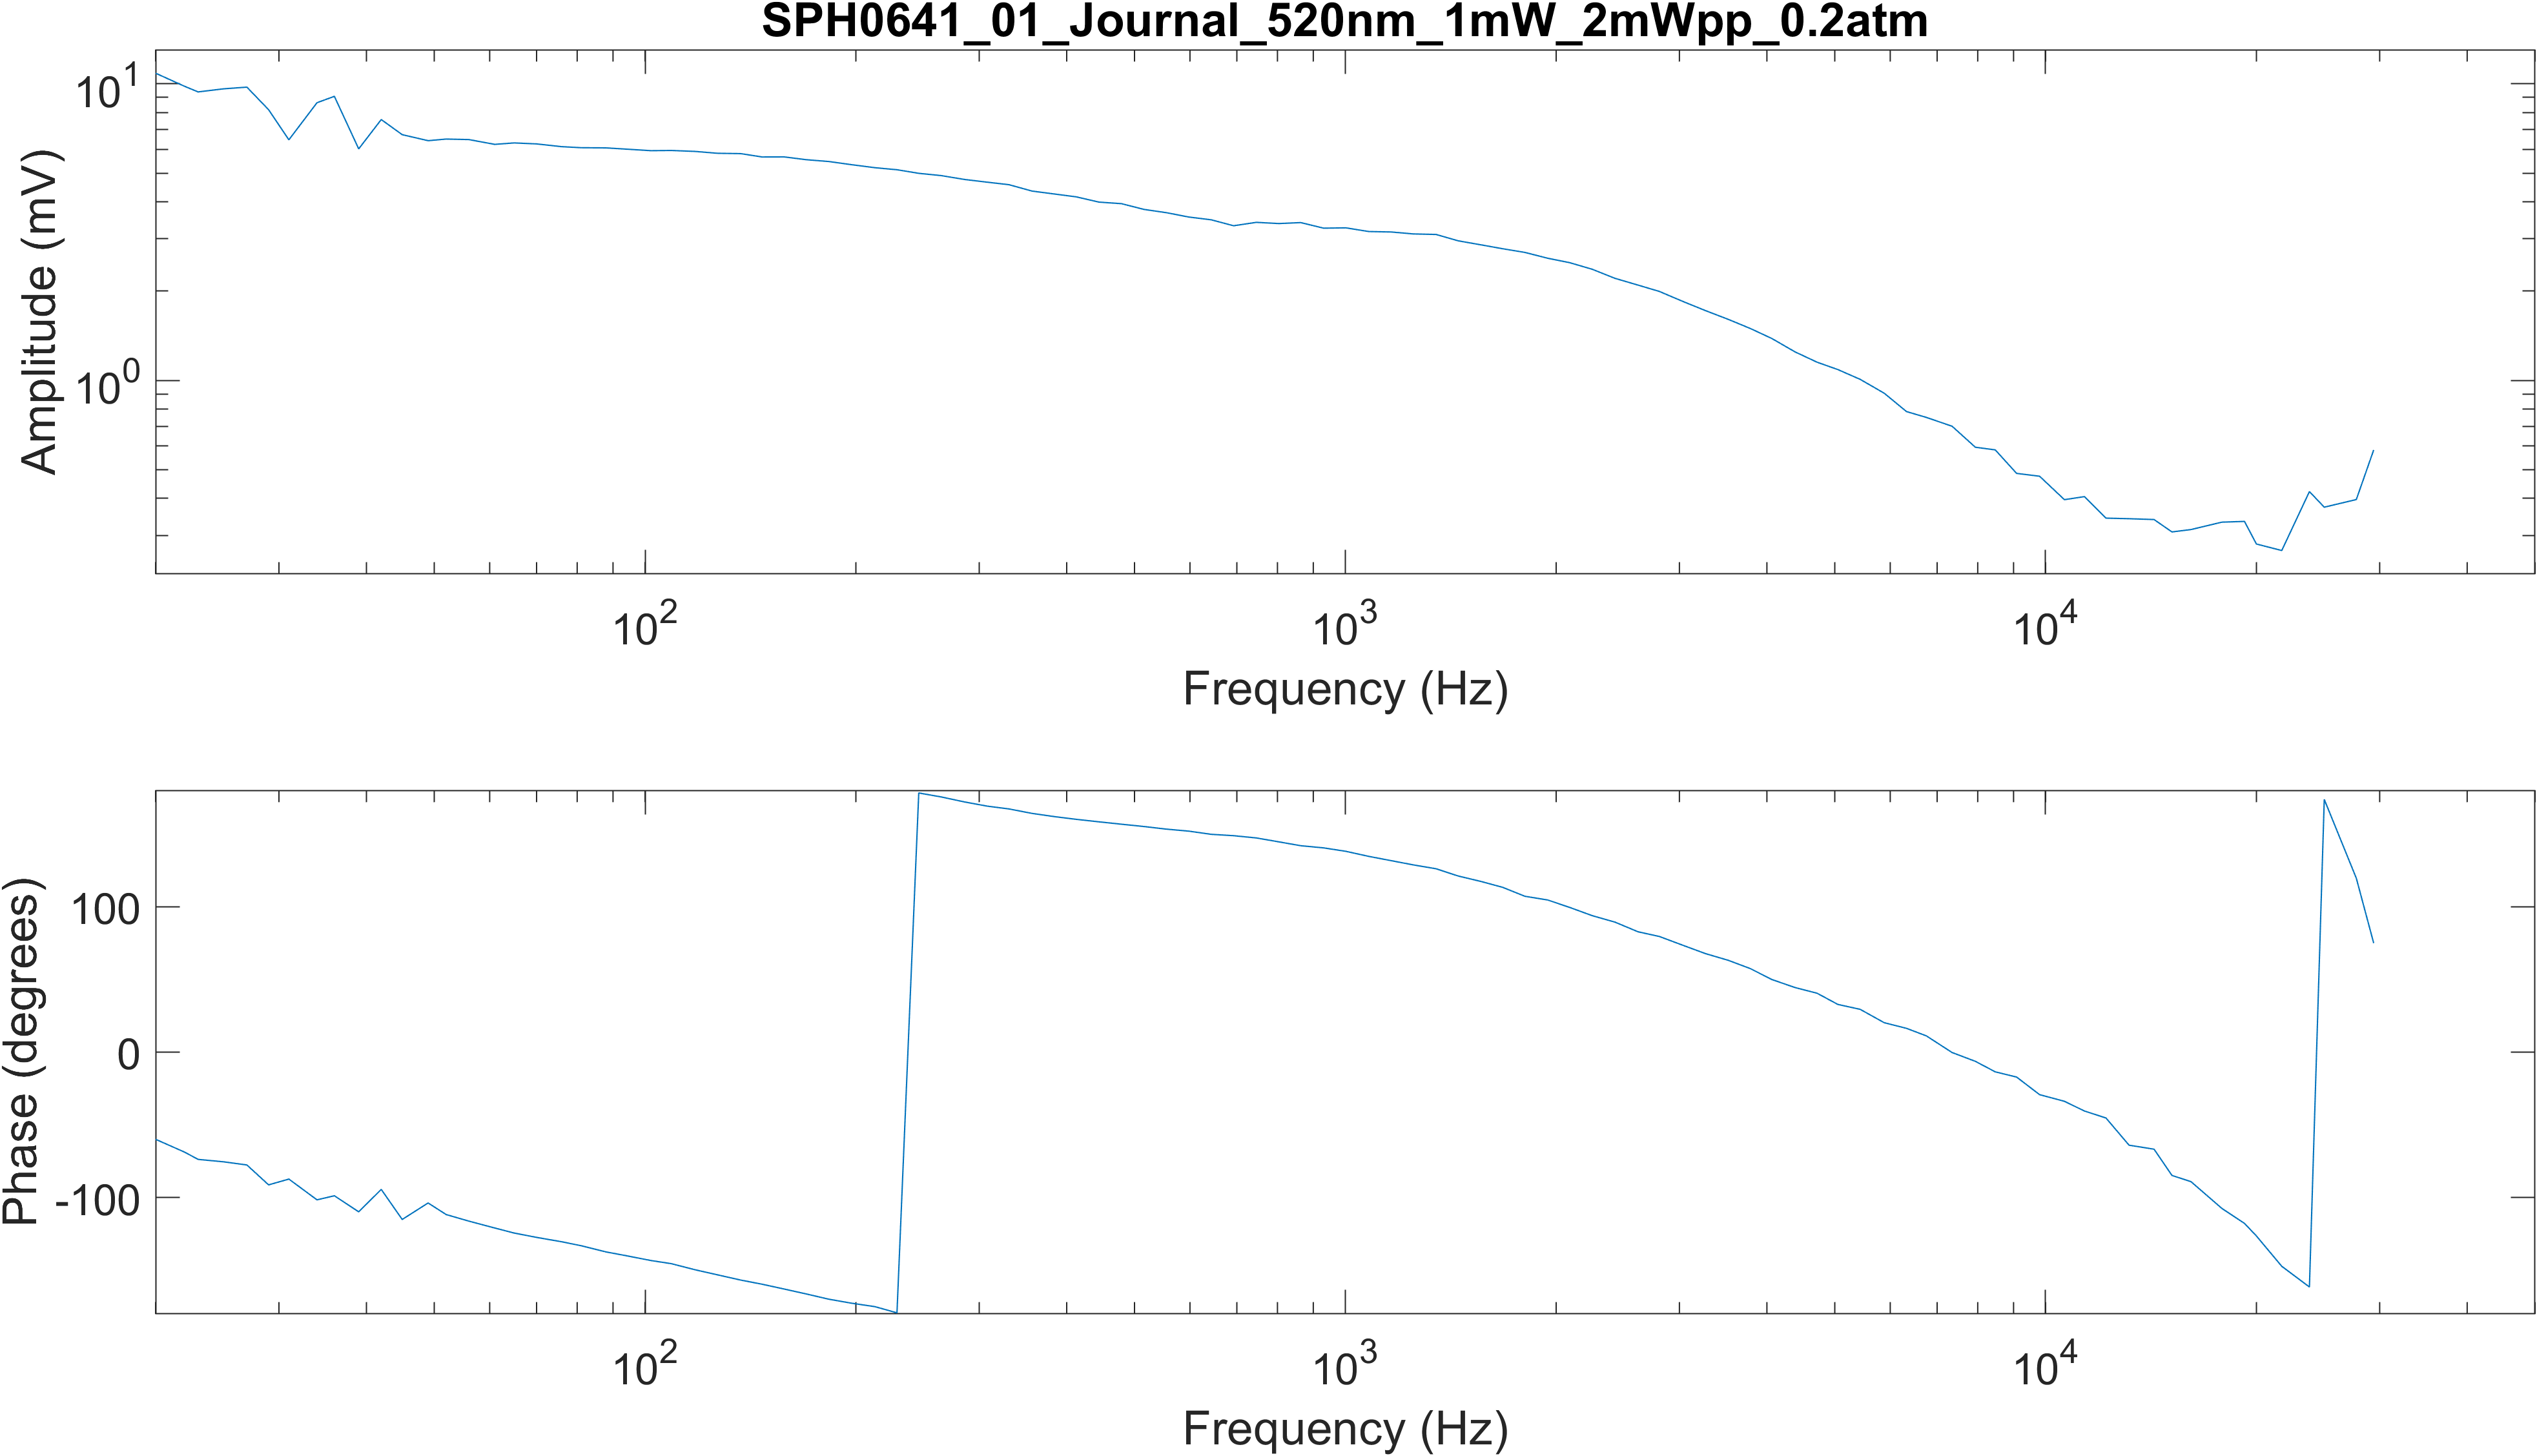 SPH0641_01_Journal_520nm_1mW_2mWpp_0.2atm
10^1
10^0
Amplitude (mV)
10^2 10^3 10^4
Frequency (Hz)
100
0
-100
Phase (degrees)
10^2 10^3 10^4
Frequency (Hz)